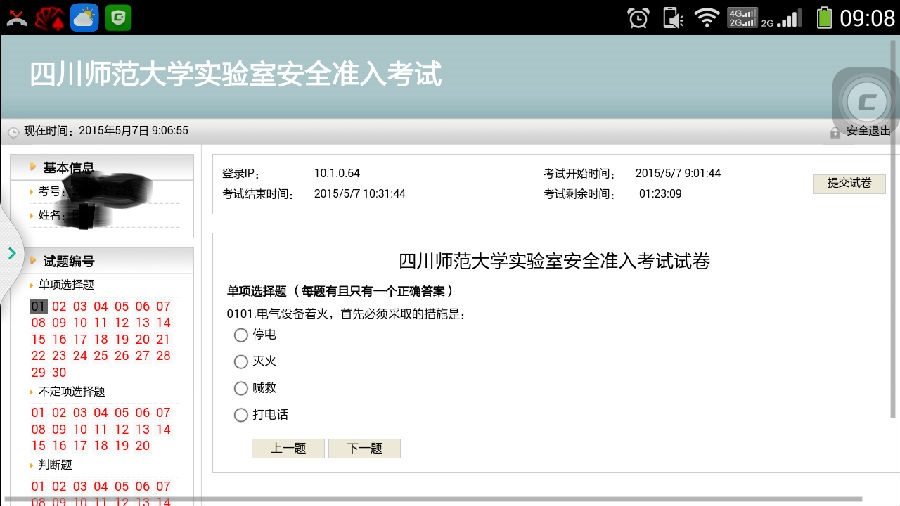 4G 2G 2G 09:08
四川师范大学实验室安全准入考试
现在时间：2015年5月7日 9:06:55
安全退出
基本信息
考号：
姓名：
登录IP： 10.1.0.64 考试开始时间： 2015/5/7 9:01:44
考试结束时间： 2015/5/7 10:31:44 考试剩余时间： 01:23:09
提交试卷
试题编号
单项选择题
01 02 03 04 05 06 07
08 09 10 11 12 13 14
15 16 17 18 19 20 21
22 23 24 25 26 27 28
29 30
不定项选择题
01 02 03 04 05 06 07
08 09 10 11 12 13 14
15 16 17 18 19 20
判断题
01 02 03 04 05 06 07
08 09 10 11 12 13 14
四川师范大学实验室安全准入考试试卷
单项选择题（每题有且只有一个正确答案）
0101.电气设备着火，首先必须采取的措施是：
停电
灭火
喊救
打电话
上一题 下一题